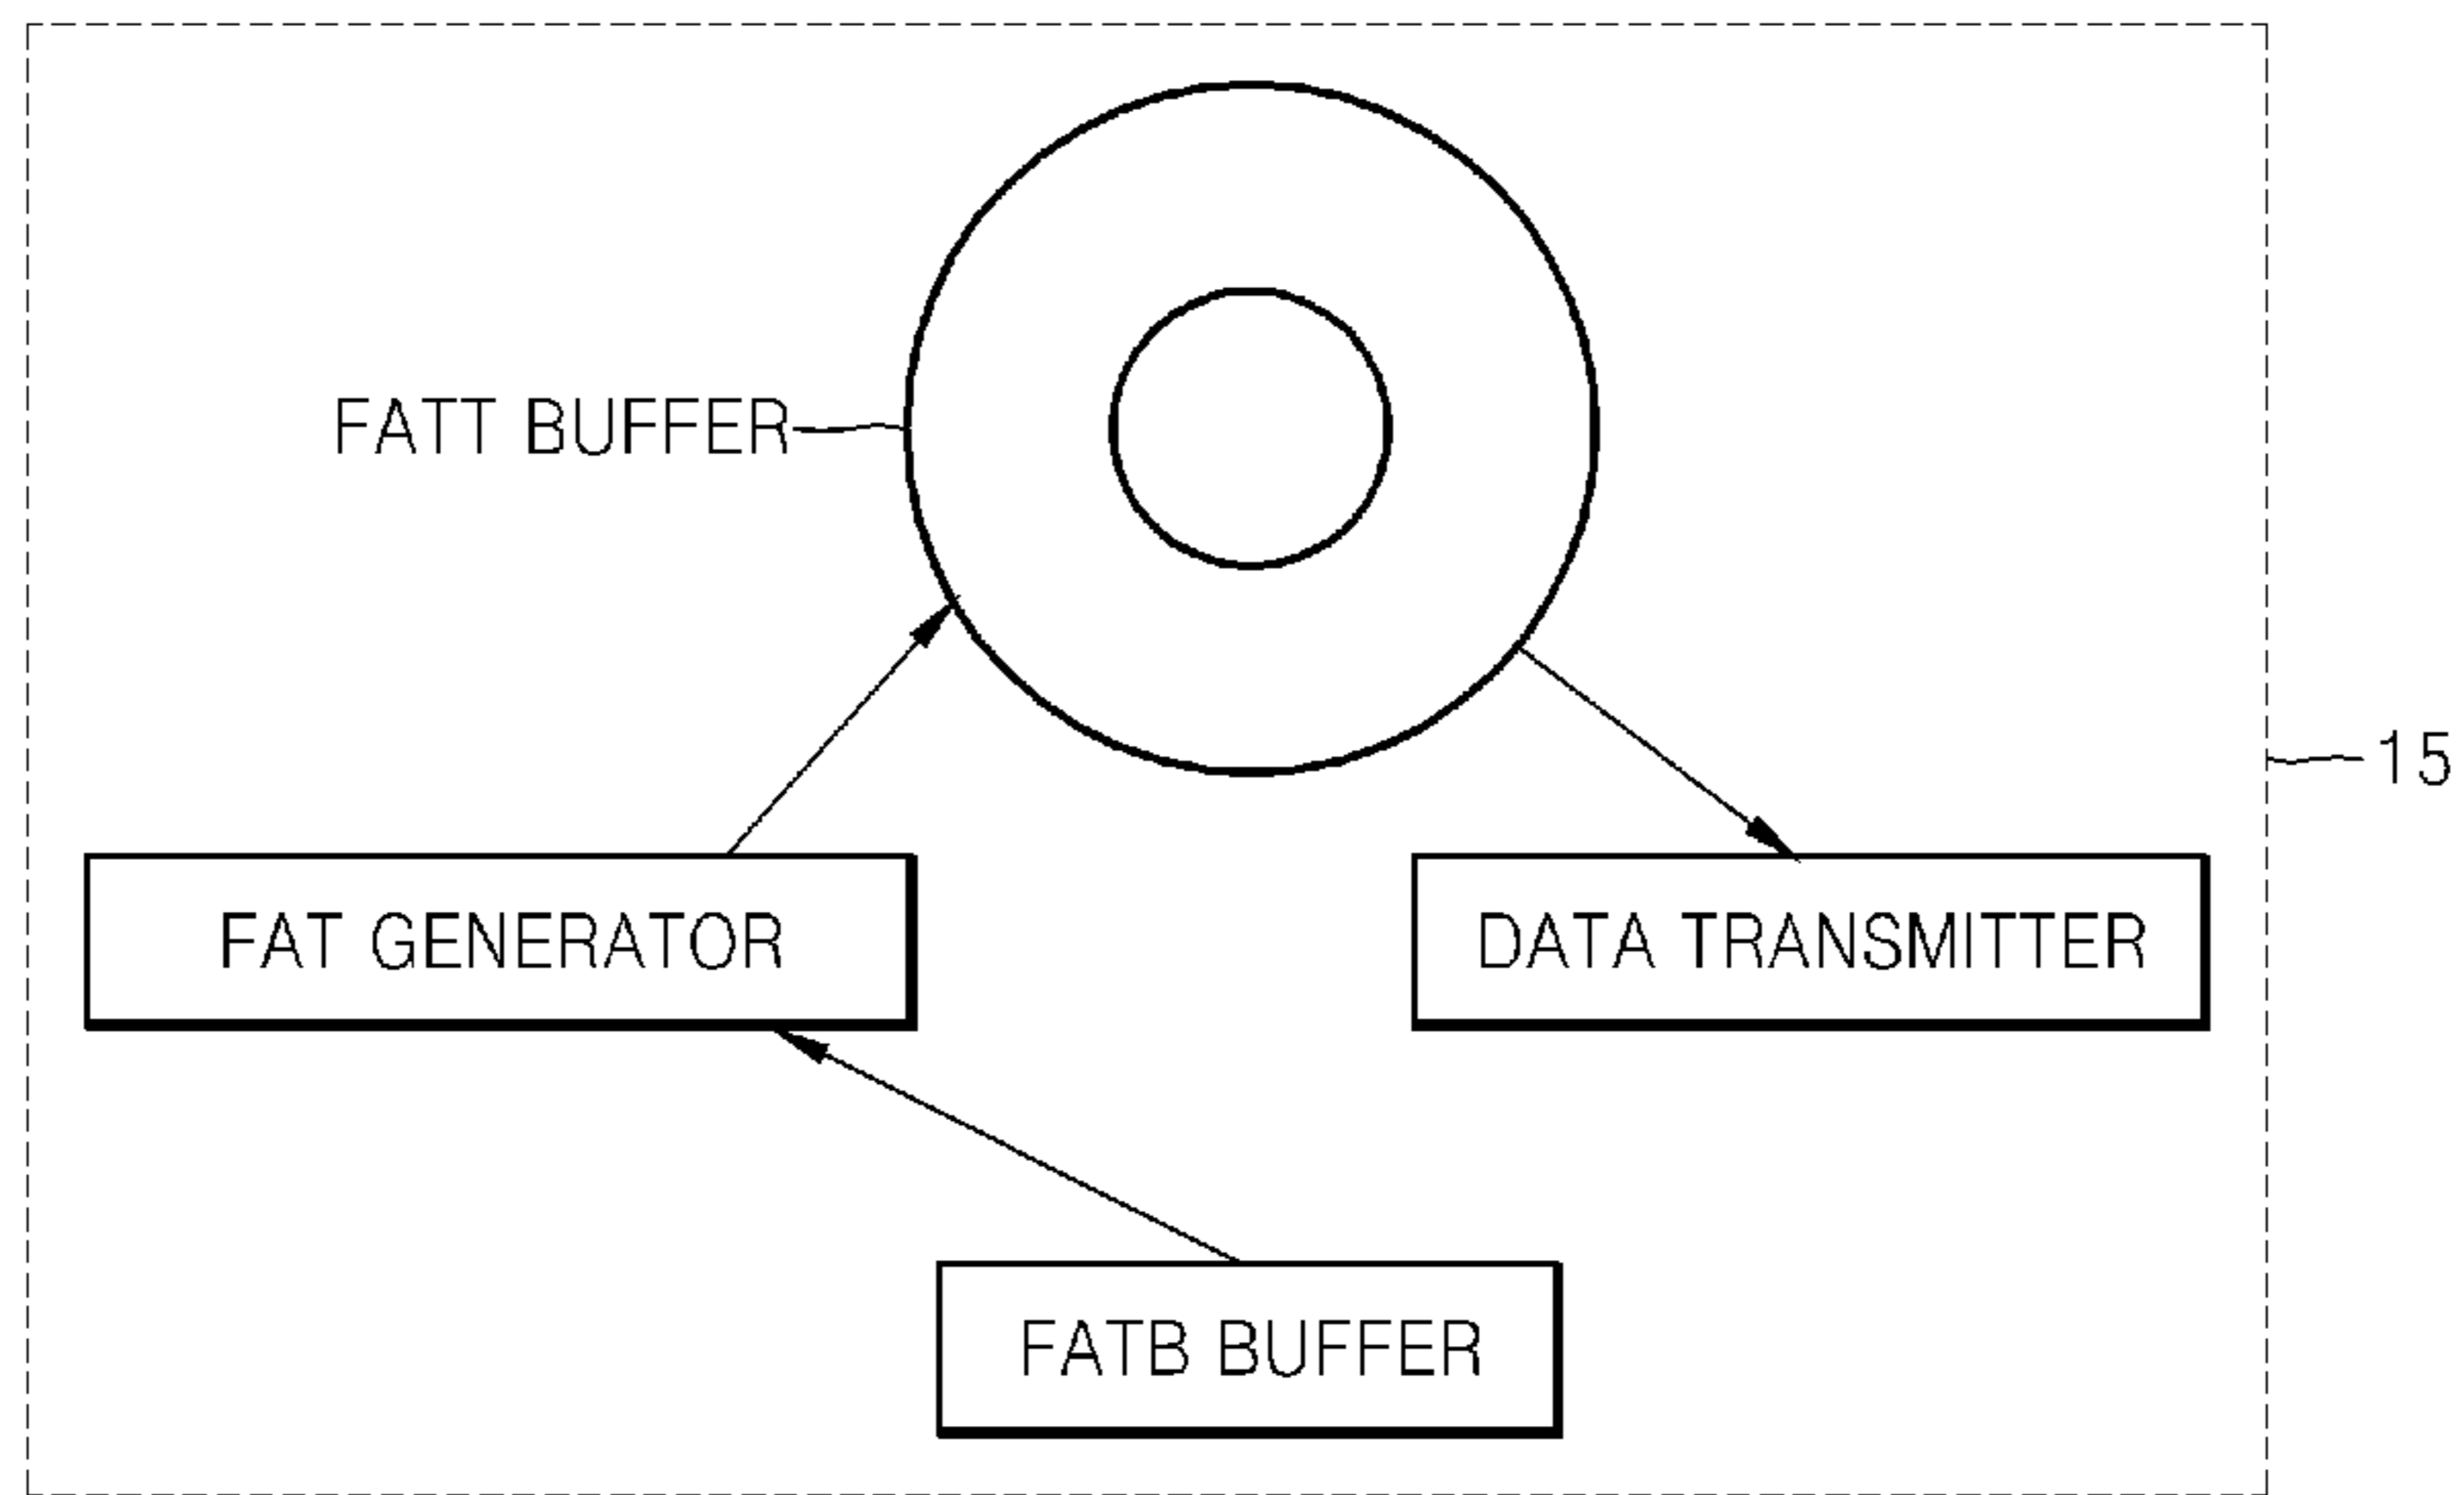 FATT BUFFER
15
FAT GENERATOR
DATA TRANSMITTER
FATB BUFFER